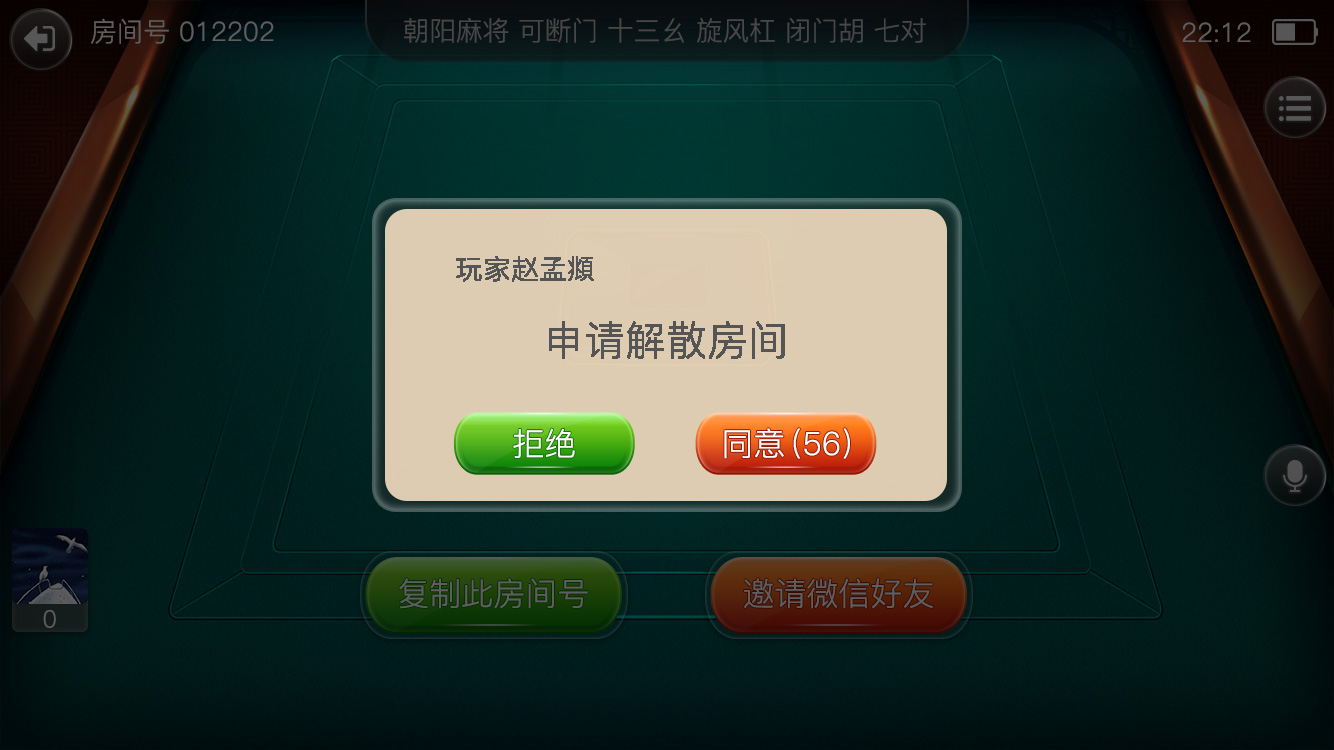 房间号 012202
朝阳麻将 可断门 十三幺 旋风杠 闭门胡 七对
22:12
玩家赵孟頫
申请解散房间
拒绝
同意(56)
复制此房间号
邀请微信好友
0